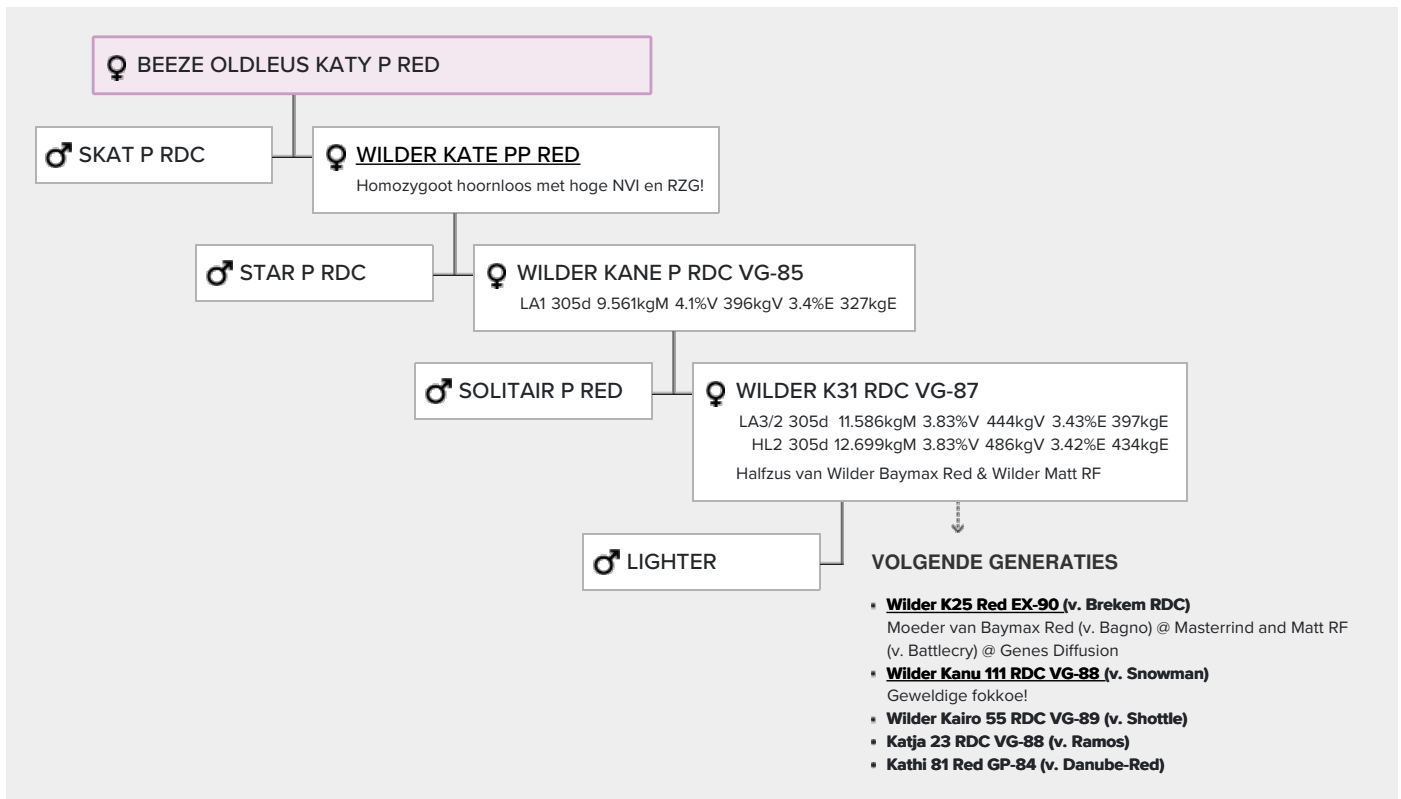 BEEZE OLDLEUS KATY P RED
SKAT P RDC
WILDER KATE PP RED
Homozygoot hoornloos met hoge NVI en RZG!
STAR P RDC
WILDER KANE P RDC VG-85
LA1 305d 9.561kgM 4.1%V 396kgV 3.4%E 327kgE
SOLITAIR P RED
WILDER K31 RDC VG-87
LA3/2 305d 11.586kgM 3.83%V 444kgV 3.43%E 397kgE
HL2 305d 12.699kgM 3.83%V 486kgV 3.42%E 434kgE
Halfzus van Wilder Baymax Red & Wilder Matt RF
LIGHTER
VOLGENDE GENERATIES
Wilder K25 Red EX-90 (v. Brekem RDC)
Moeder van Baymax Red (v. Bagno) @ Masterrind and Matt RF
(v. Battlecry) @ Genes Diffusion
Wilder Kanu 111 RDC VG-88 (v. Snowman)
Geweldige fokkoe!
Wilder Kairo 55 RDC VG-89 (v. Shottle)
Katja 23 RDC VG-88 (v. Ramos)
Kathi 81 Red GP-84 (v. Danube-Red)